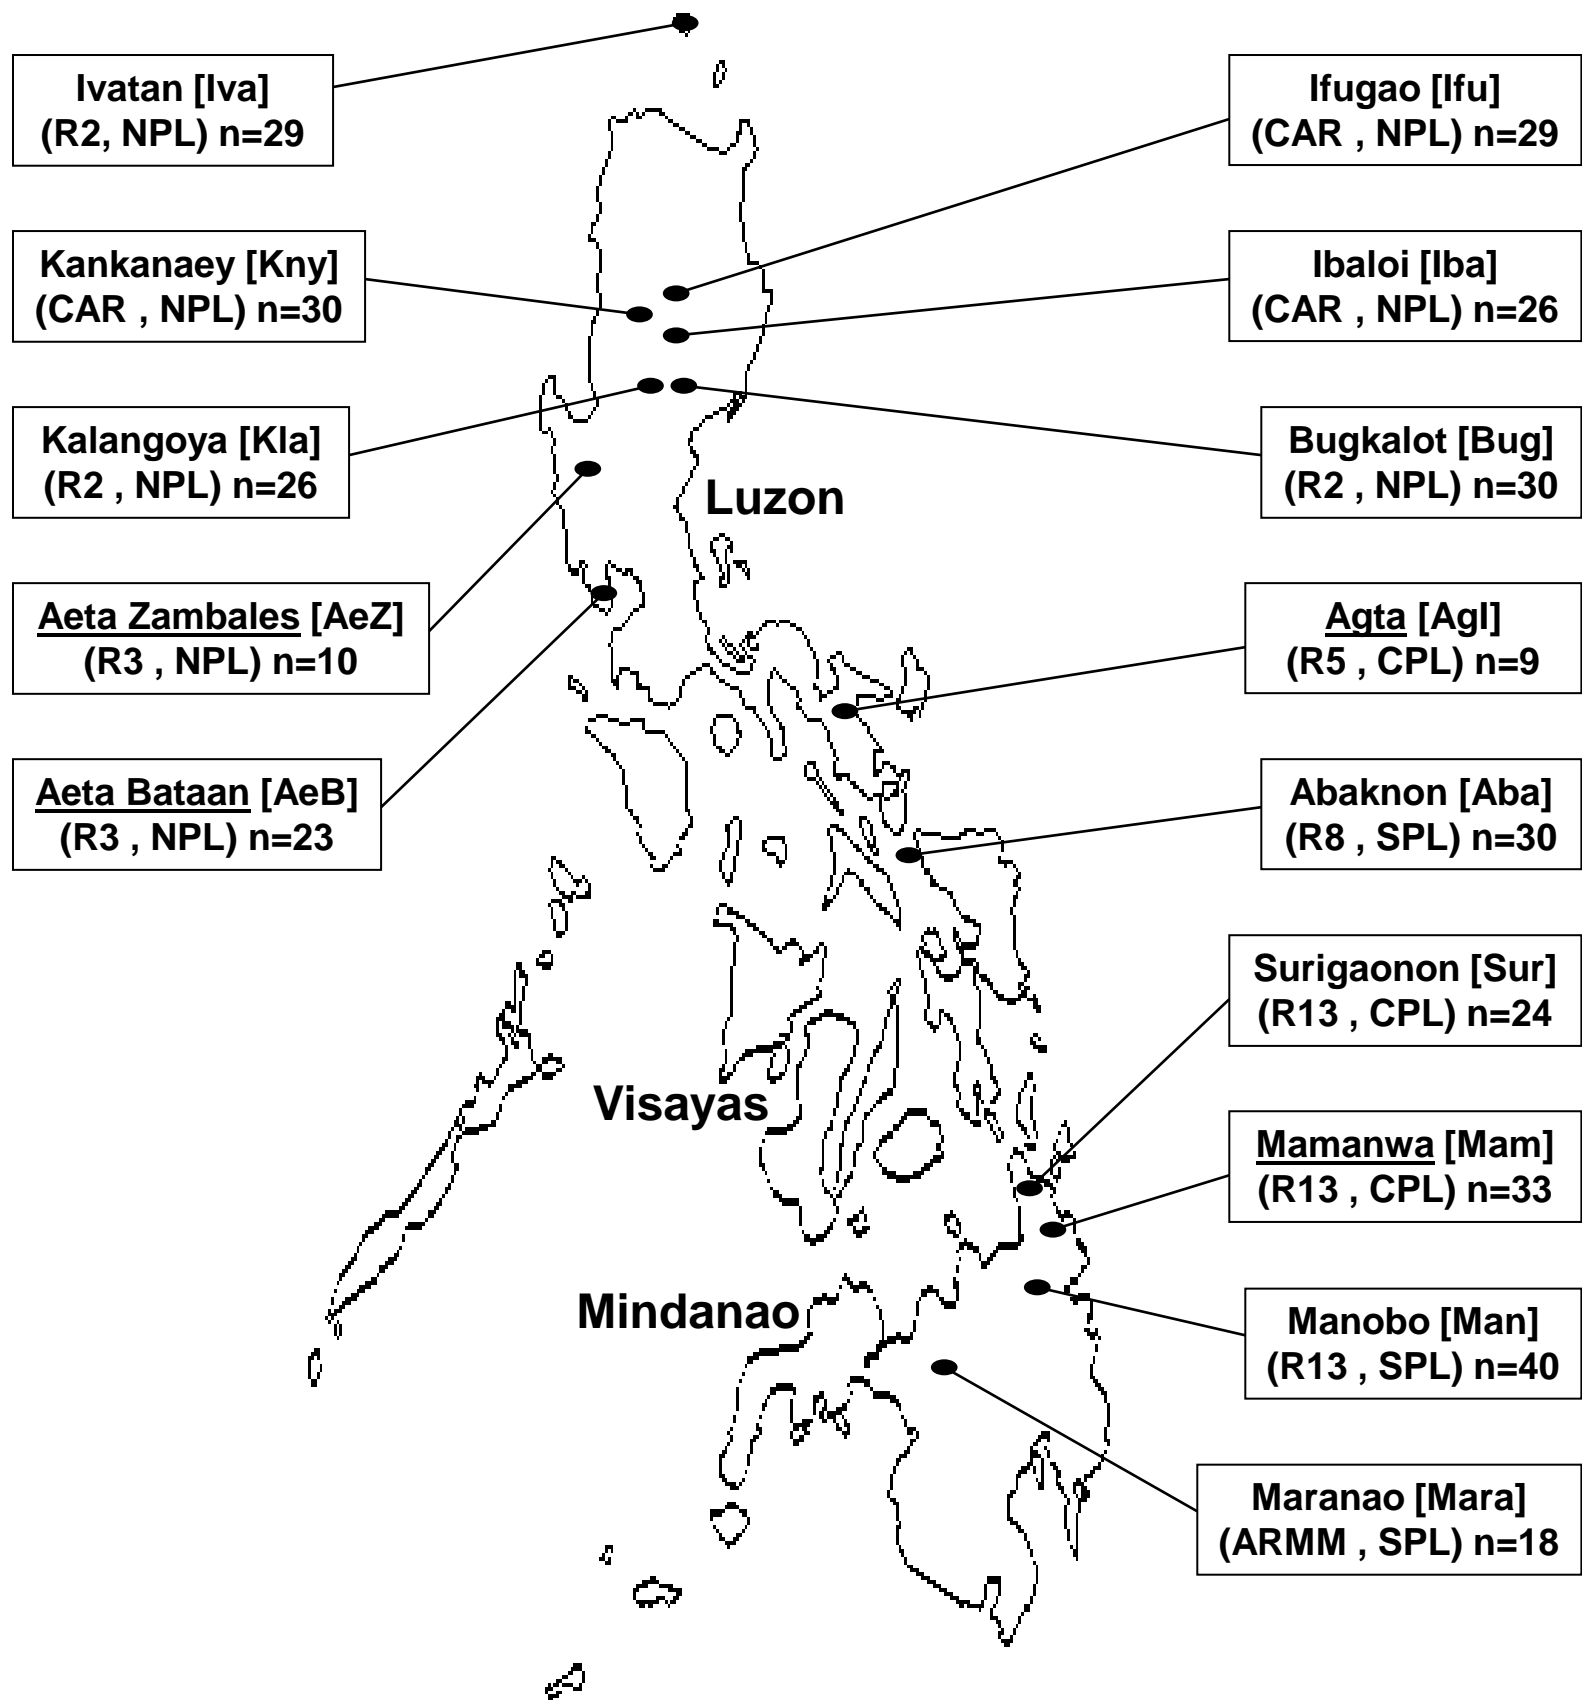 Ivatan [Iva]
(R2, NPL) n=29
Kankanaey [Kny]
(CAR , NPL) n=30
Kalangoya [Kla]
(R2 , NPL) n=26
Aeta Zambales [AeZ]
(R3 , NPL) n=10
Aeta Bataan [AeB]
(R3 , NPL) n=23
Luzon
Visayas
Mindanao
Ifugao [Ifu]
(CAR , NPL) n=29
Ibaloi [Iba]
(CAR , NPL) n=26
Bugkalot [Bug]
(R2 , NPL) n=30
Agta [AgI]
(R5 , CPL) n=9
Abaknon [Aba]
(R8 , SPL) n=30
Surigaonon [Sur]
(R13 , CPL) n=24
Mamanwa [Mam]
(R13 , CPL) n=33
Manobo [Man]
(R13 , SPL) n=40
Maranao [Mara]
(ARMM , SPL) n=18